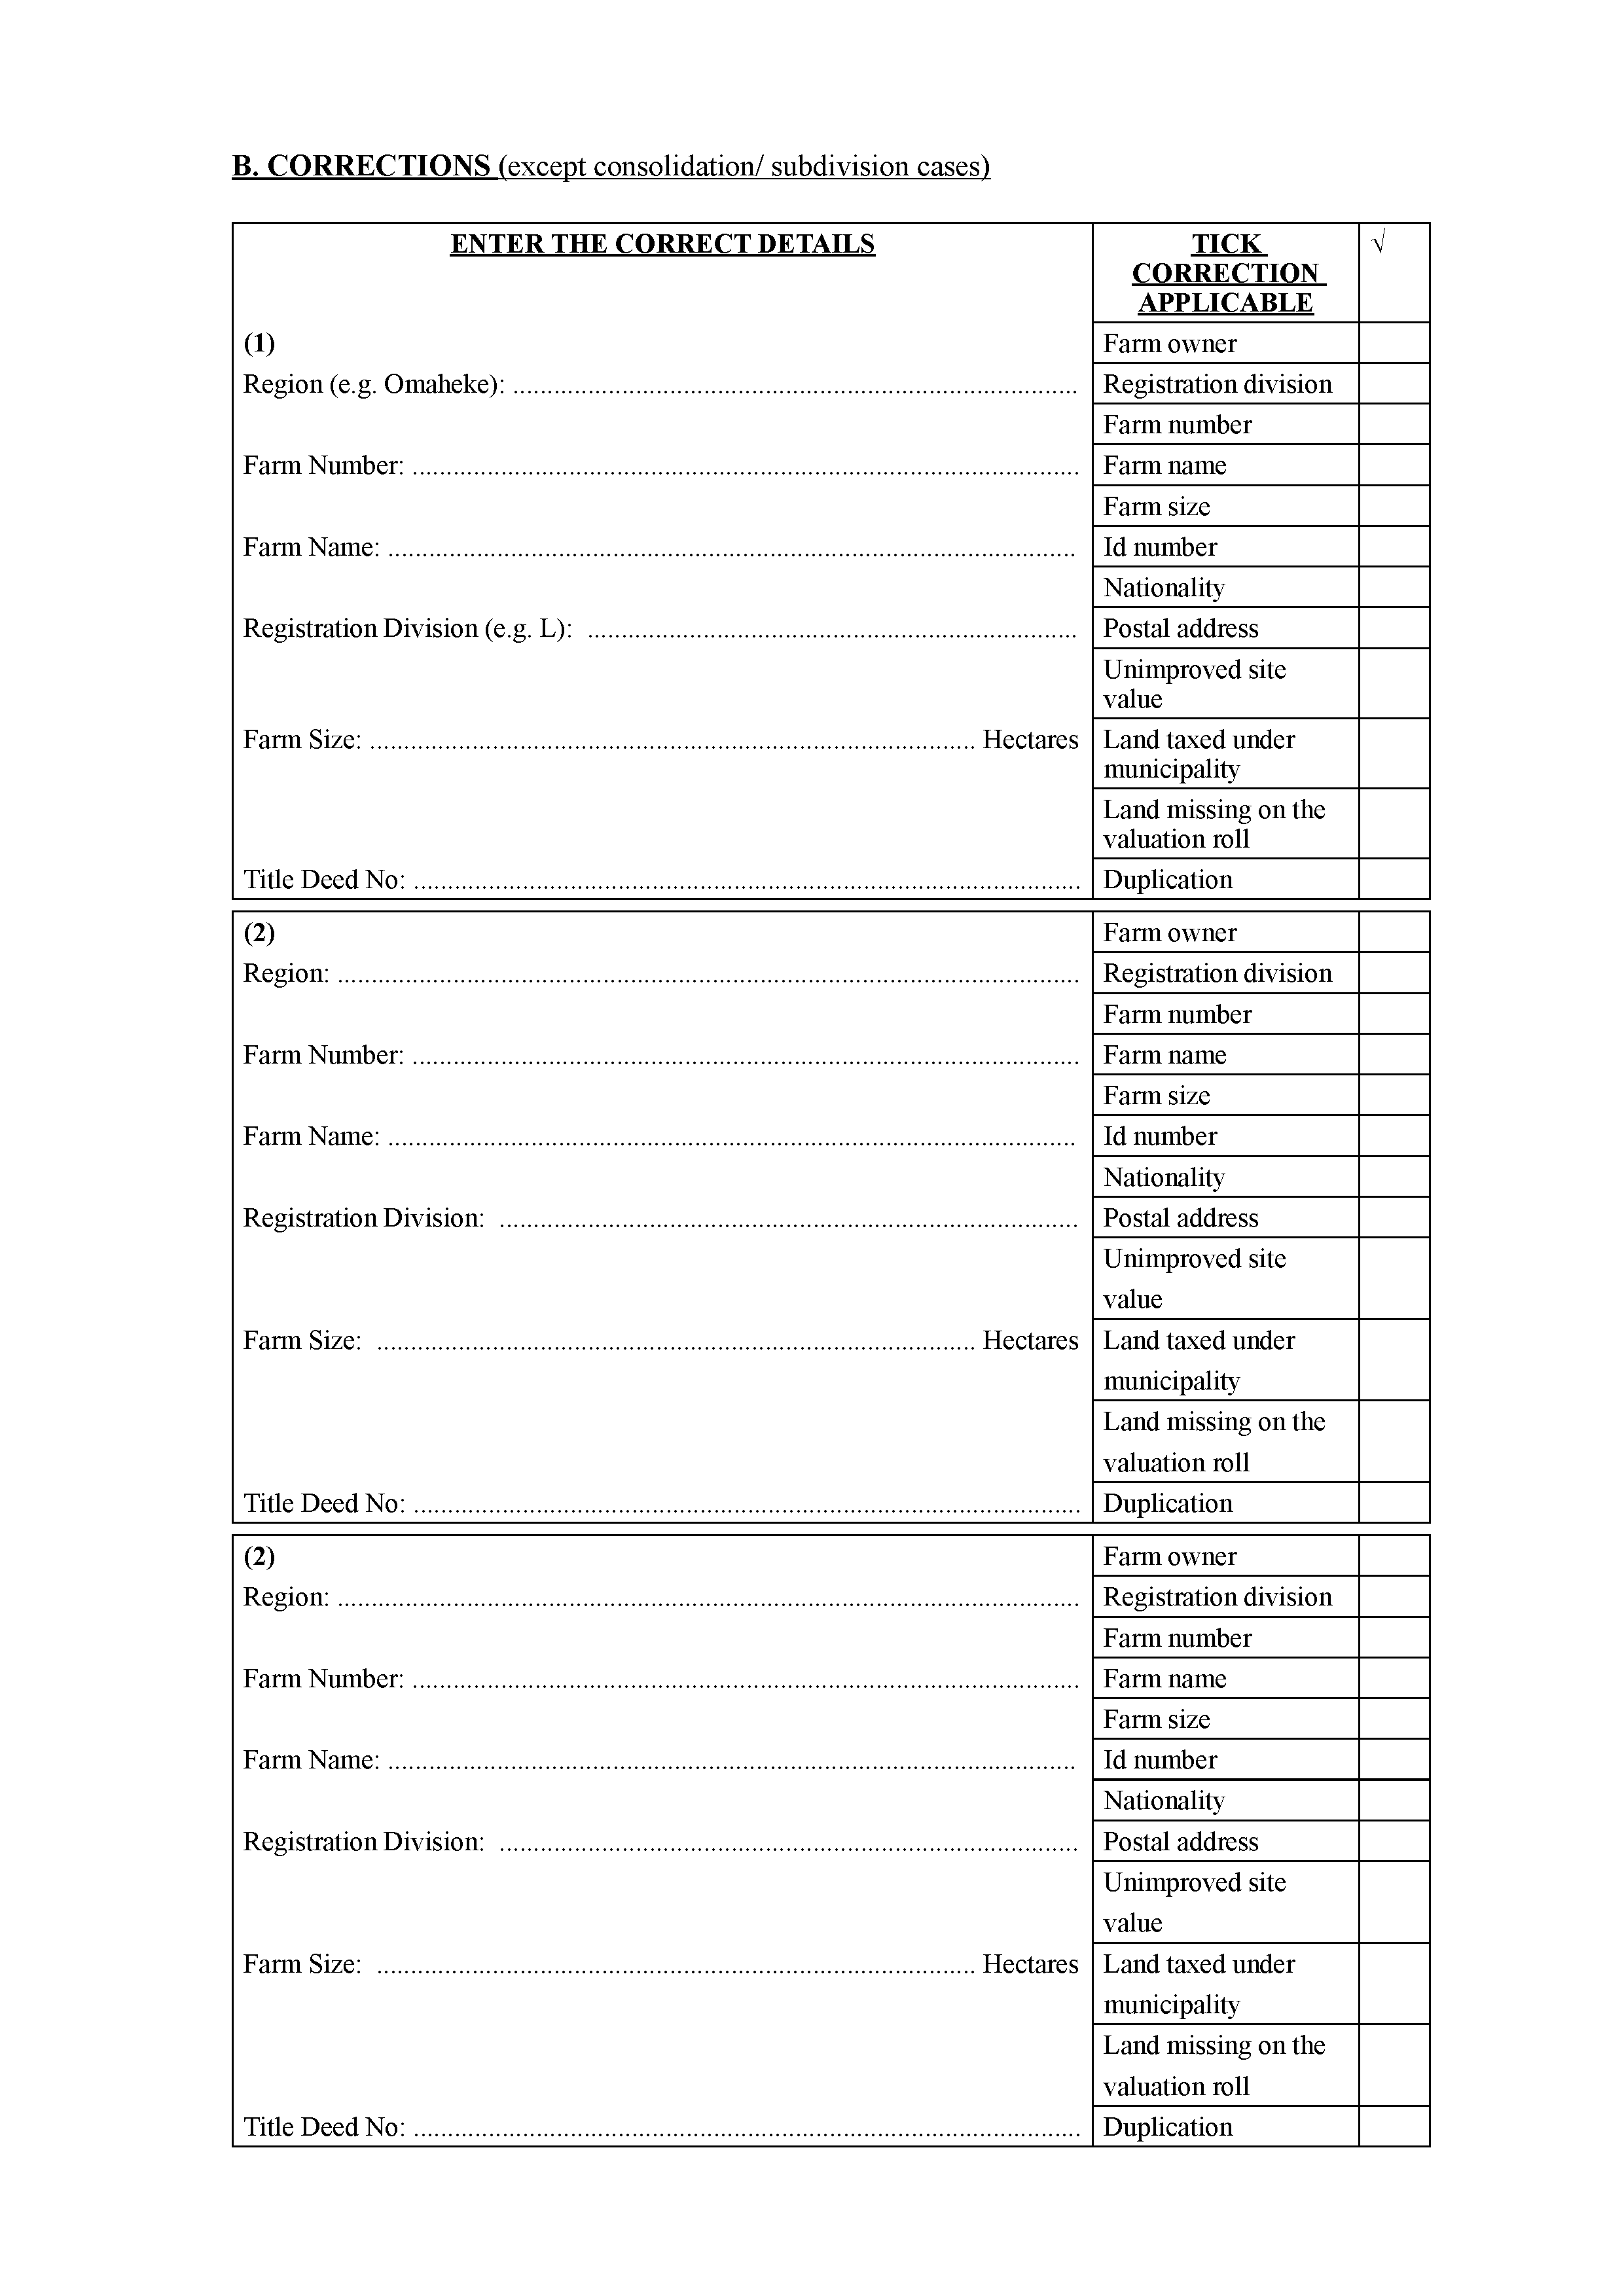 B. CORRECTIONS (except consolidation/ subdivision cases)
ENTER THE CORRECT DETAILS
TICK
CORRECTION
APPLICABLE
√
(1)
Farm owner
Region (e.g. Omaheke): ....................................................................................
Registration division
Farm number
Farm Number: ...................................................................................................
Farm name
Farm size
Farm Name: ......................................................................................................
Id number
Nationality
Registration Division (e.g. L): .........................................................................
Postal address
Unimproved site
value
Farm Size: .......................................................................................... Hectares
Land taxed under
municipality
Land missing on the
valuation roll
Title Deed No: ...................................................................................................
Duplication
(2)
Farm owner
Region: ..............................................................................................................
Registration division
Farm number
Farm Number: ...................................................................................................
Farm name
Farm size
Farm Name: ......................................................................................................
Id number
Nationality
Registration Division: ......................................................................................
Postal address
Unimproved site
value
Farm Size: ......................................................................................... Hectares
Land taxed under
municipality
Land missing on the
valuation roll
Title Deed No: ...................................................................................................
Duplication
(2)
Farm owner
Region: ..............................................................................................................
Registration division
Farm number
Farm Number: ...................................................................................................
Farm name
Farm size
Farm Name: ......................................................................................................
Id number
Nationality
Registration Division: ......................................................................................
Postal address
Unimproved site
value
Farm Size: ......................................................................................... Hectares
Land taxed under
municipality
Land missing on the
valuation roll
Title Deed No: ...................................................................................................
Duplication